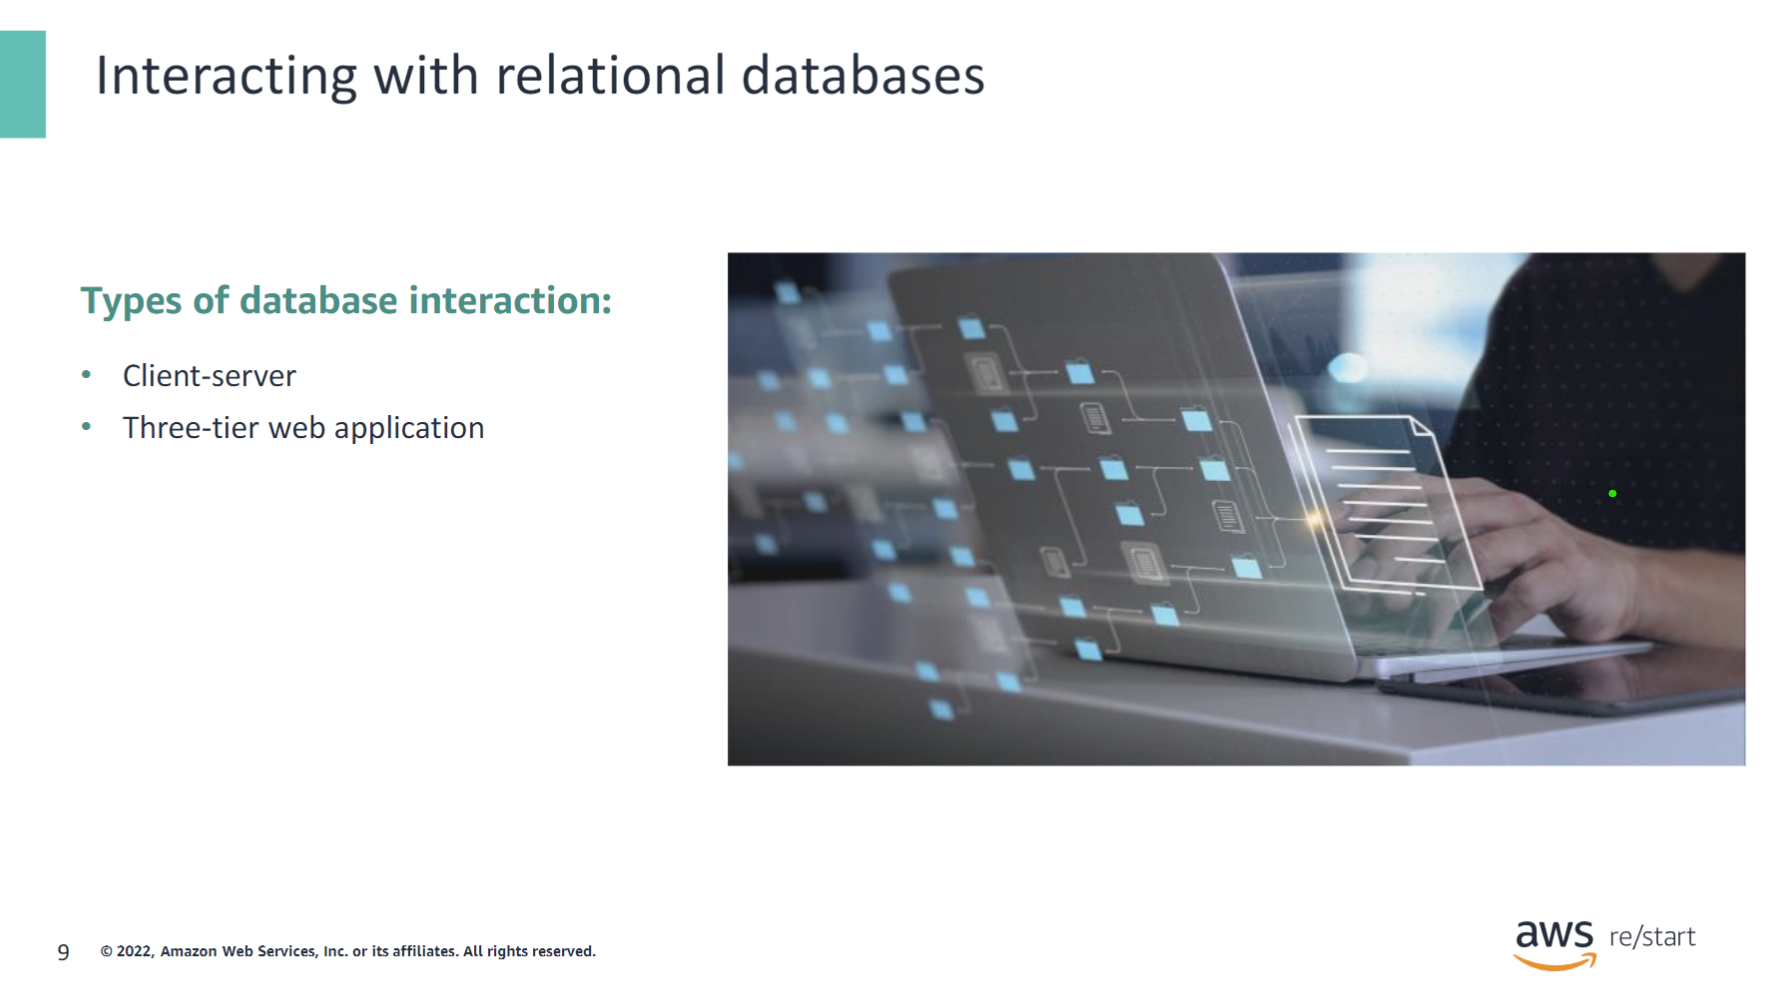 Interacting with relational databases
Types of database interaction:
• Client-server
• Three-tier web application
9 © 2022, Amazon Web Services, Inc. or its affiliates. All rights reserved.
aws re/start